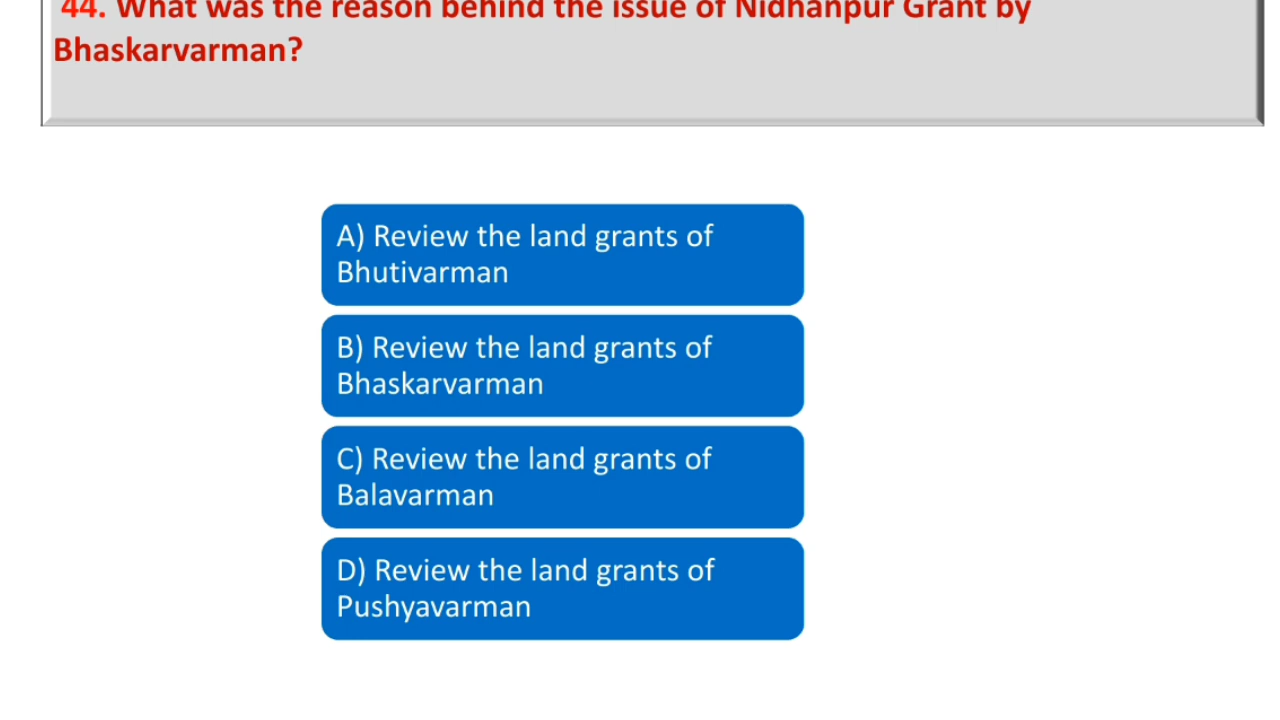 44. What was the reason behind the issue of Nidhanpur Grant by
Bhaskarvarman?
A) Review the land grants of
Bhutivarman
B) Review the land grants of
Bhaskarvarman
C) Review the land grants of
Balavarman
D) Review the land grants of
Pushyavarman